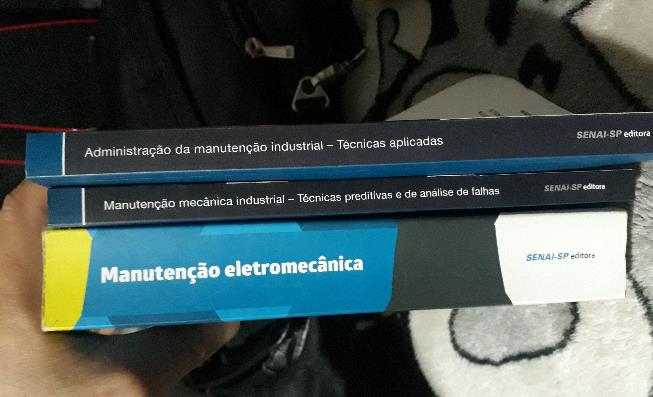 Administração da manutenção industrial – Técnicas aplicadas SENAI-SP editora
Manutenção mecânica industrial – Técnicas preditivas e de análise de falhas SENAI-SP editora
Manutenção eletromecânica SENAI-SP editora